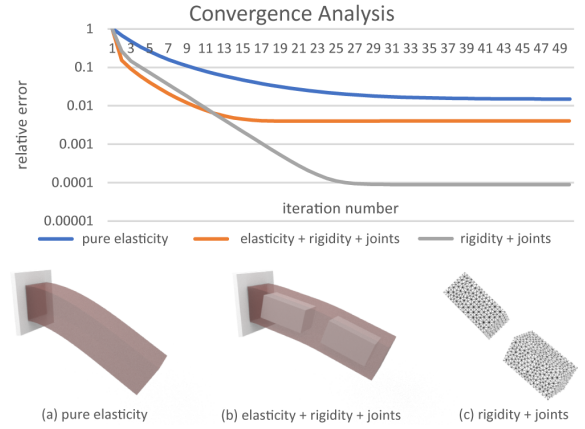 Convergence Analysis
1
1 3 5 7 9 11 13 15 17 19 21 23 25 27 29 31 33 35 37 39 41 43 45 47 49
0.1
0.01
0.001
0.0001
0.00001
relative error
iteration number
pure elasticity
elasticity + rigidity + joints
rigidity + joints
(a) pure elasticity
(b) elasticity + rigidity + joints
(c) rigidity + joints